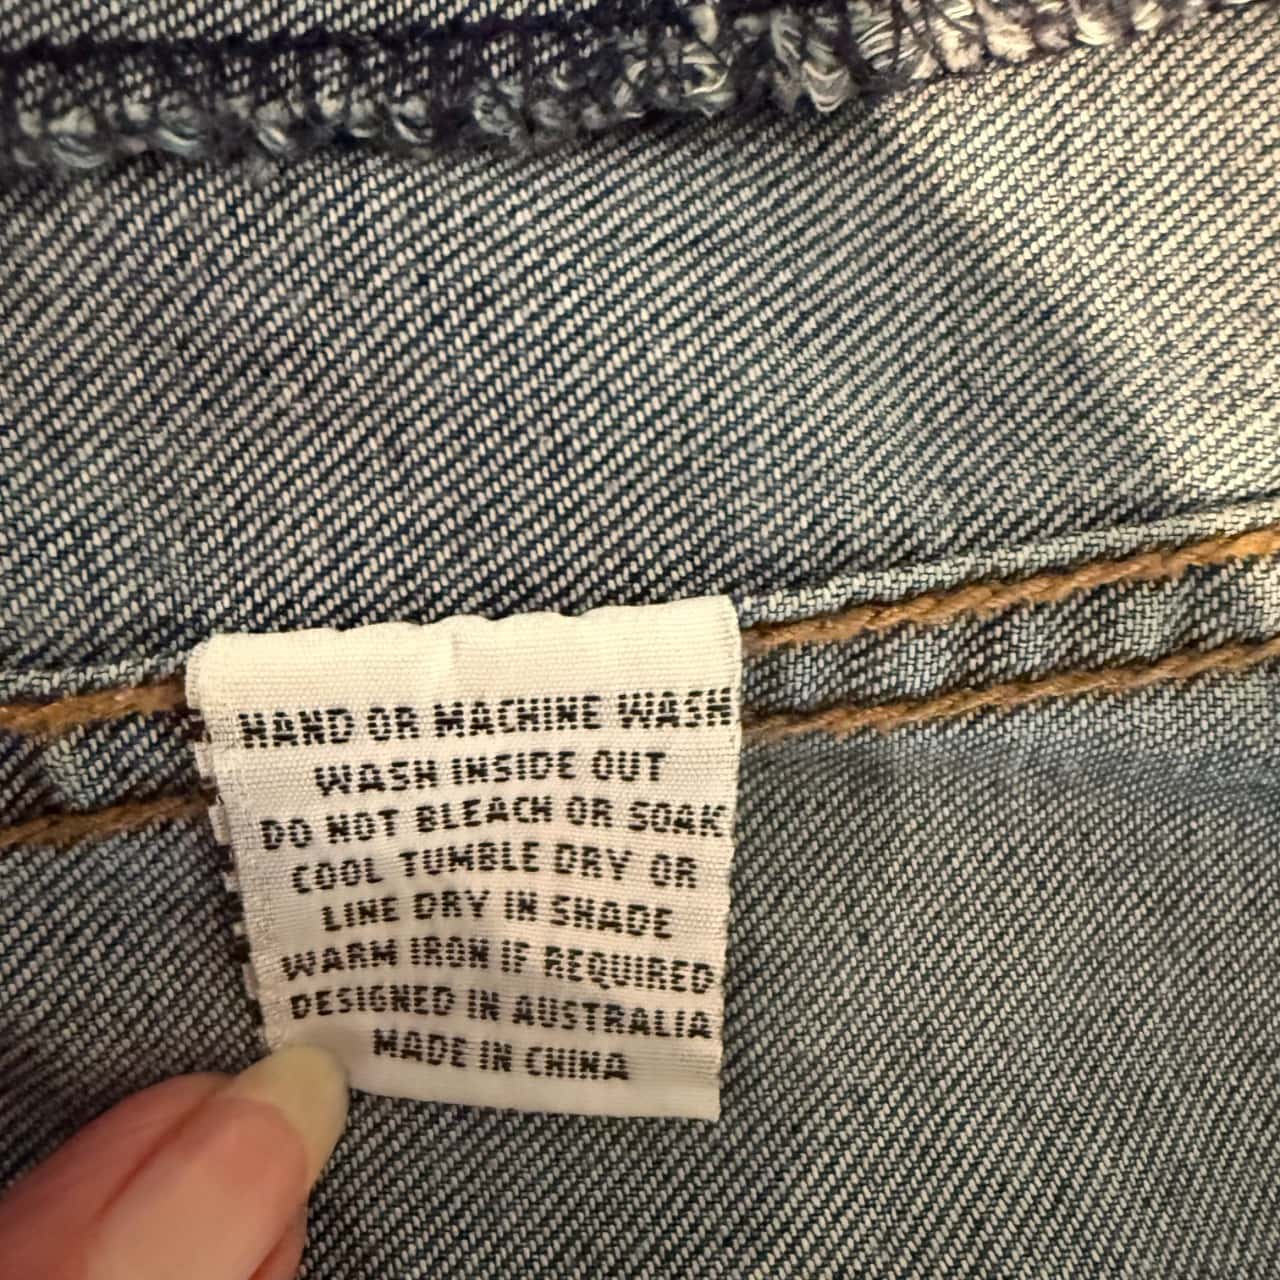 HAND OR MACHINE WASH
WASH INSIDE OUT
DO NOT BLEACH OR SOAK
COOL TUMBLE DRY OR
LINE DRY IN SHADE
WARM IRON IF REQUIRED
DESIGNED IN AUSTRALIA
MADE IN CHINA